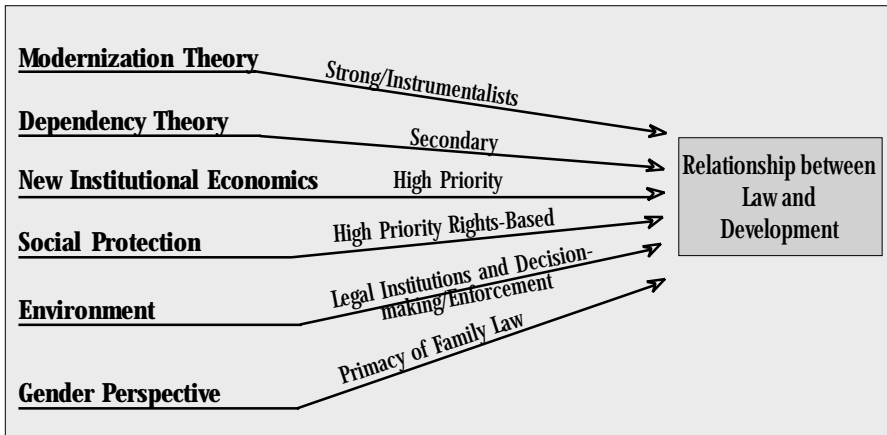 Modernization Theory
Strong/Instrumentalists
Dependency Theory
Secondary
New Institutional Economics
High Priority
Social Protection
High Priority Rights-Based
Environment
Legal Institutions and Decision-
making/Enforcement
Gender Perspective
Primacy of Family Law
Relationship between
Law and
Development